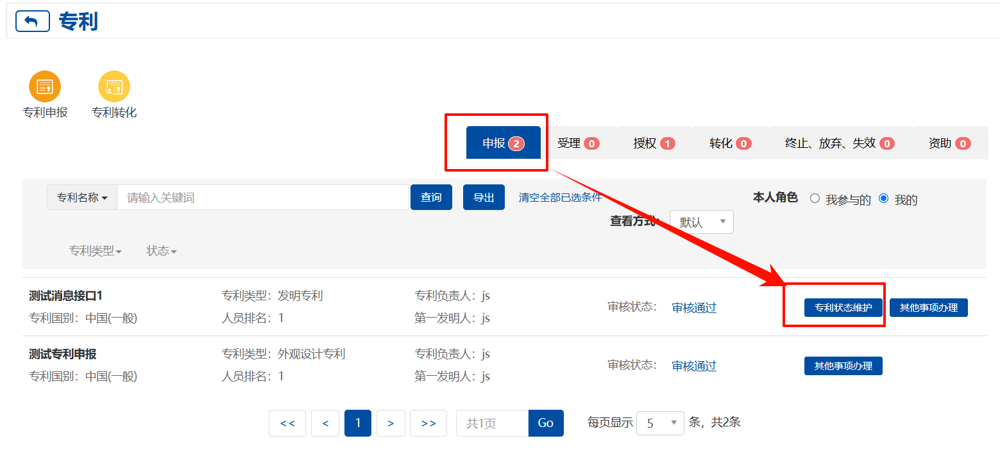 专利
专利申报 专利转化
申报 2 受理 0 授权 1 转化 0 终止、放弃、失效 0 资助 0
专利名称 请输入关键词 查询 导出 清空全部已选条件 本人角色 我参与的 我的
查看方式: 默认
专利类型 状态
测试消息接口1 专利类型：发明专利 专利负责人：js
审核状态： 审核通过 专利状态维护 其他事项办理
专利国别：中国(一般) 人员排名：1 第一发明人：js
测试专利申报 专利类型：外观设计专利 专利负责人：js
审核状态： 审核通过 其他事项办理
专利国别：中国(一般) 人员排名：1 第一发明人：js
<< < 1 > >> 共1页 Go 每页显示 5 条，共2条